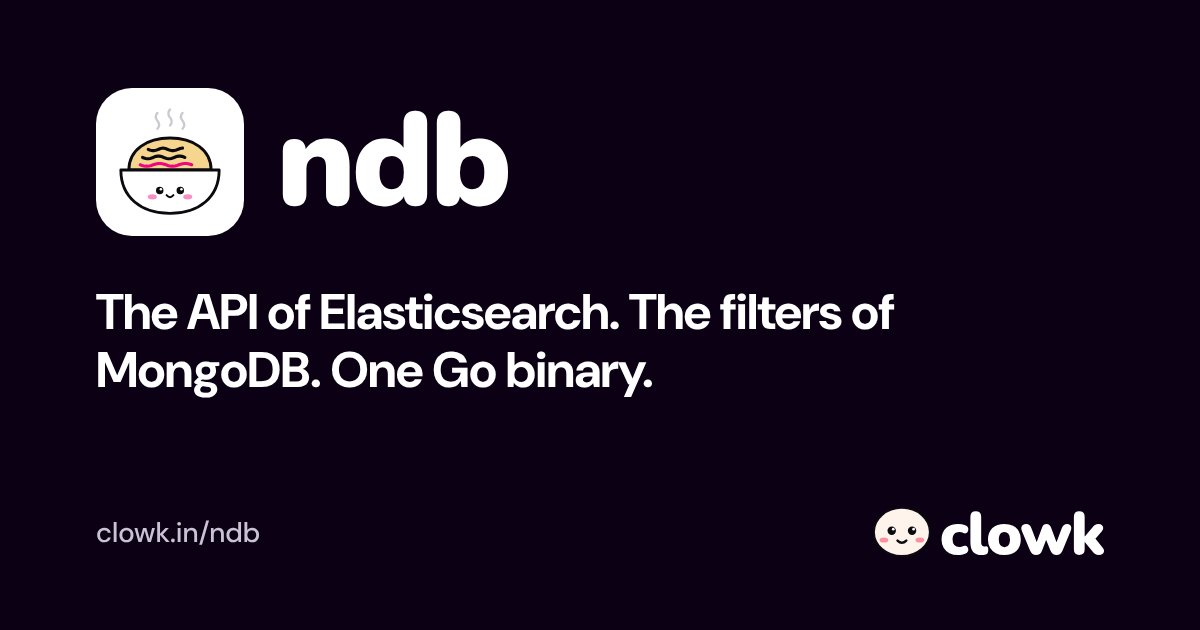 ndb
The API of Elasticsearch. The filters of
MongoDB. One Go binary.
clowk.in/ndb
clowk